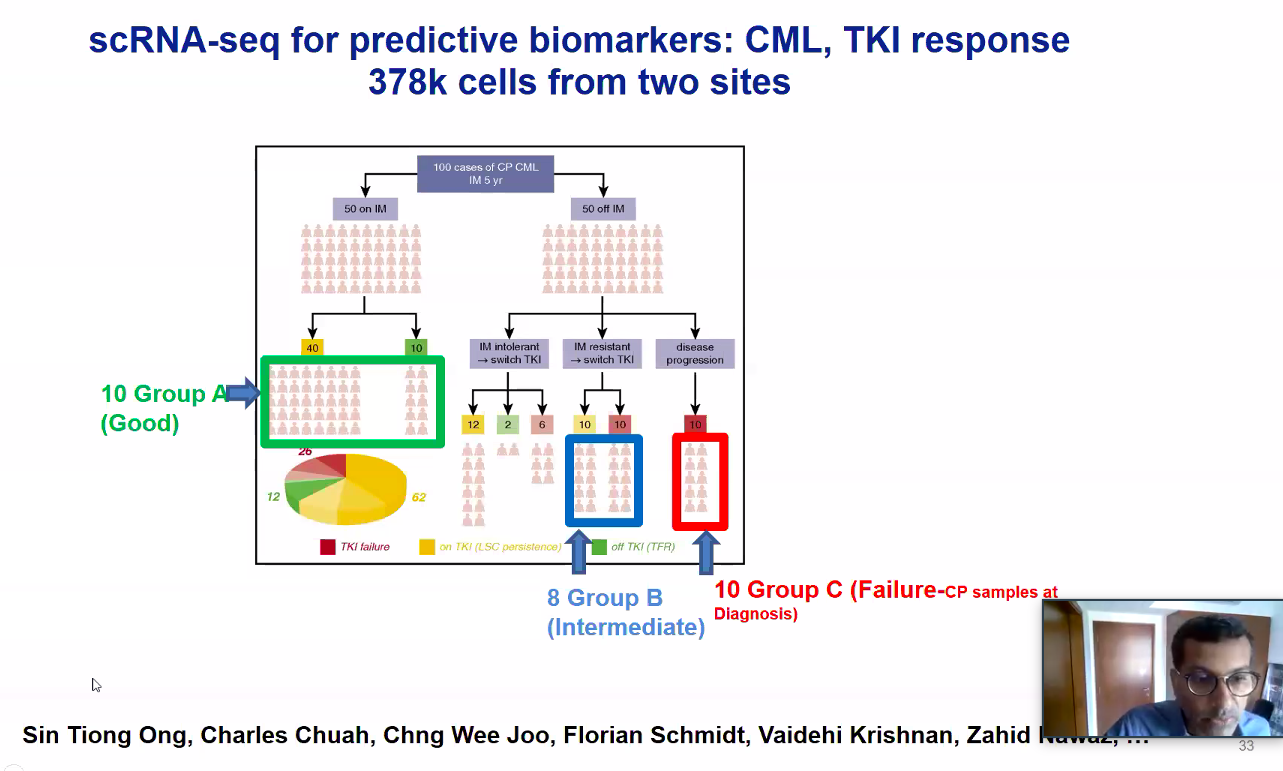 scRNA-seq for predictive biomarkers: CML, TKI response
378k cells from two sites
100 cases of CP CML
IM 5 yr
50 on IM
50 off IM
40
10
IM intolerant
→ switch TKI
IM resistant
→ switch TKI
disease
progression
10 Group A
(Good)
12
2
6
10
10
10
26
12
62
TKI failure
on TKI (LSC persistence)
off TKI (TFR)
8 Group B
(Intermediate)
10 Group C (Failure-CP samples at
Diagnosis)
Sin Tiong Ong, Charles Chuah, Chng Wee Joo, Florian Schmidt, Vaidehi Krishnan, Zahid Nawaz, ...
33